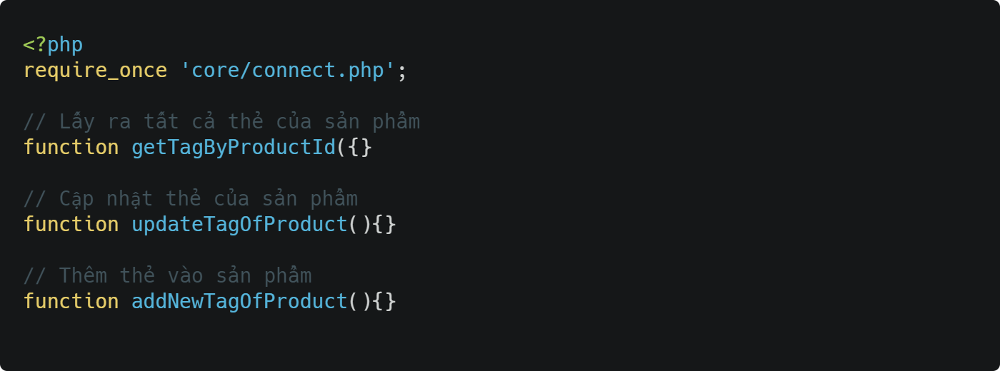 <?php
require_once 'core/connect.php';
// Lấy ra tất cả thẻ của sản phẩm
function getTagByProductId({}
// Cập nhật thẻ của sản phẩm
function updateTagOfProduct(){}
// Thêm thẻ vào sản phẩm
function addNewTagOfProduct(){}